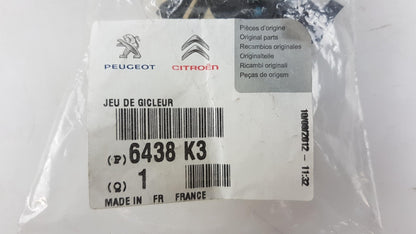 PEUGEOT
CITROËN
Pièces d'origine
Original parts
Recambios originales
Originalteile
Ricambi originali
Peças de origem
JEU DE GICLEUR
(P) 6438 K3
(Q) 1
MADE IN FR FRANCE
10/09/2012 - 11:32